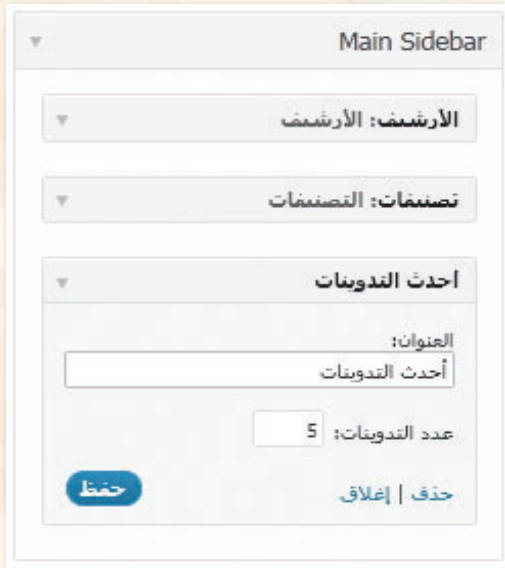 Main Sidebar
الأرشيف: الأرشيف
تصنيفات: التصنيفات
أحدث التدوينات
العنوان:
أحدث التدوينات
عدد التدوينات: 5
حذف | إغلاق
حفظ